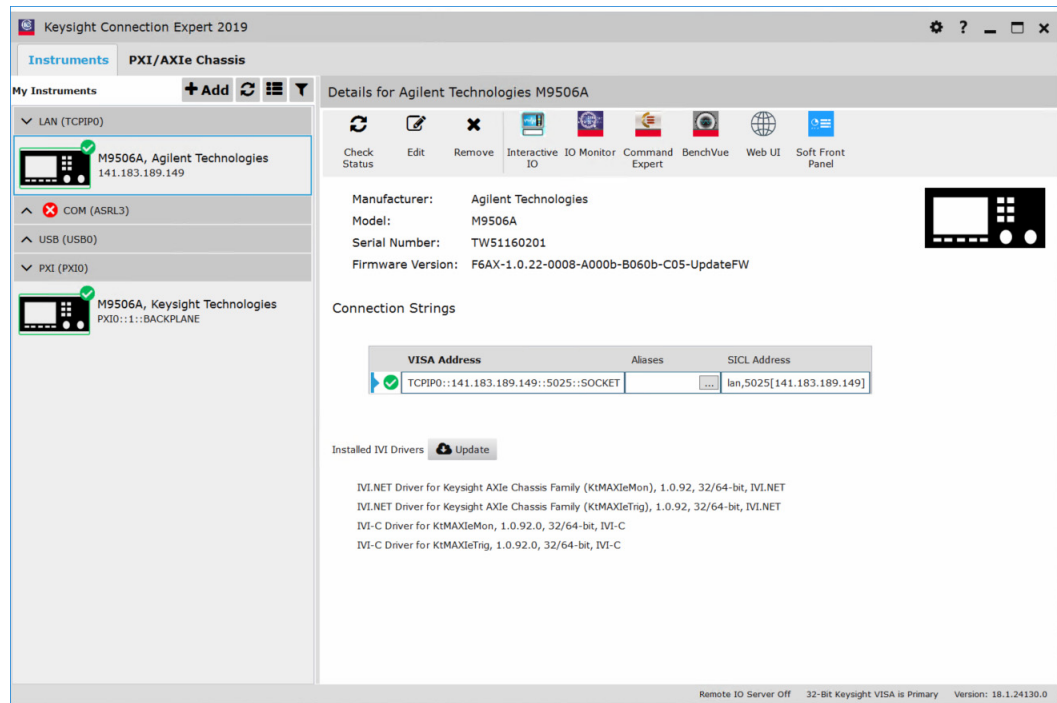 Keysight Connection Expert 2019
?
Instruments PXI/AXIe Chassis
My Instruments
Add
LAN (TCPIP0)
M9506A, Agilent Technologies
141.183.189.149
COM (ASRL3)
USB (USB0)
PXI (PXI0)
M9506A, Keysight Technologies
PXI0::1::BACKPLANE
Details for Agilent Technologies M9506A
Check Status
Edit
Remove
Interactive IO
IO Monitor
Command Expert
BenchVue
Web UI
Soft Front Panel
Manufacturer: Agilent Technologies
Model: M9506A
Serial Number: TW51160201
Firmware Version: F6AX-1.0.22-0008-A000b-B060b-C05-UpdateFW
Connection Strings
VISA Address Aliases SICL Address
TCPIP0::141.183.189.149::5025::SOCKET ... lan,5025[141.183.189.149]
Installed IVI Drivers Update
IVI.NET Driver for Keysight AXIe Chassis Family (KtMAXIeMon), 1.0.92, 32/64-bit, IVI.NET
IVI.NET Driver for Keysight AXIe Chassis Family (KtMAXIeTrig), 1.0.92, 32/64-bit, IVI.NET
IVI-C Driver for KtMAXIeMon, 1.0.92.0, 32/64-bit, IVI-C
IVI-C Driver for KtMAXIeTrig, 1.0.92.0, 32/64-bit, IVI-C
Remote IO Server Off 32-Bit Keysight VISA is Primary Version: 18.1.24130.0